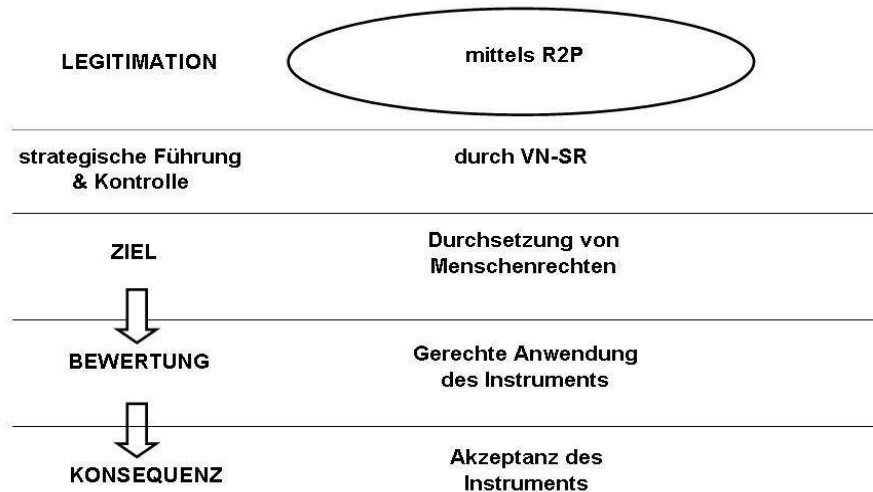 LEGITIMATION
mittels R2P
strategische Führung
& Kontrolle
durch VN-SR
ZIEL
Durchsetzung von
Menschenrechten
BEWERTUNG
Gerechte Anwendung
des Instruments
KONSEQUENZ
Akzeptanz des
Instruments